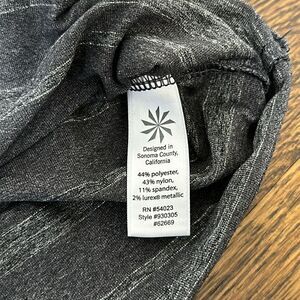 Designed in
Sonoma County,
California
44% polyester,
43% nylon,
11% spandex,
2% lurex® metallic
RN #54023
Style #930305
#62669